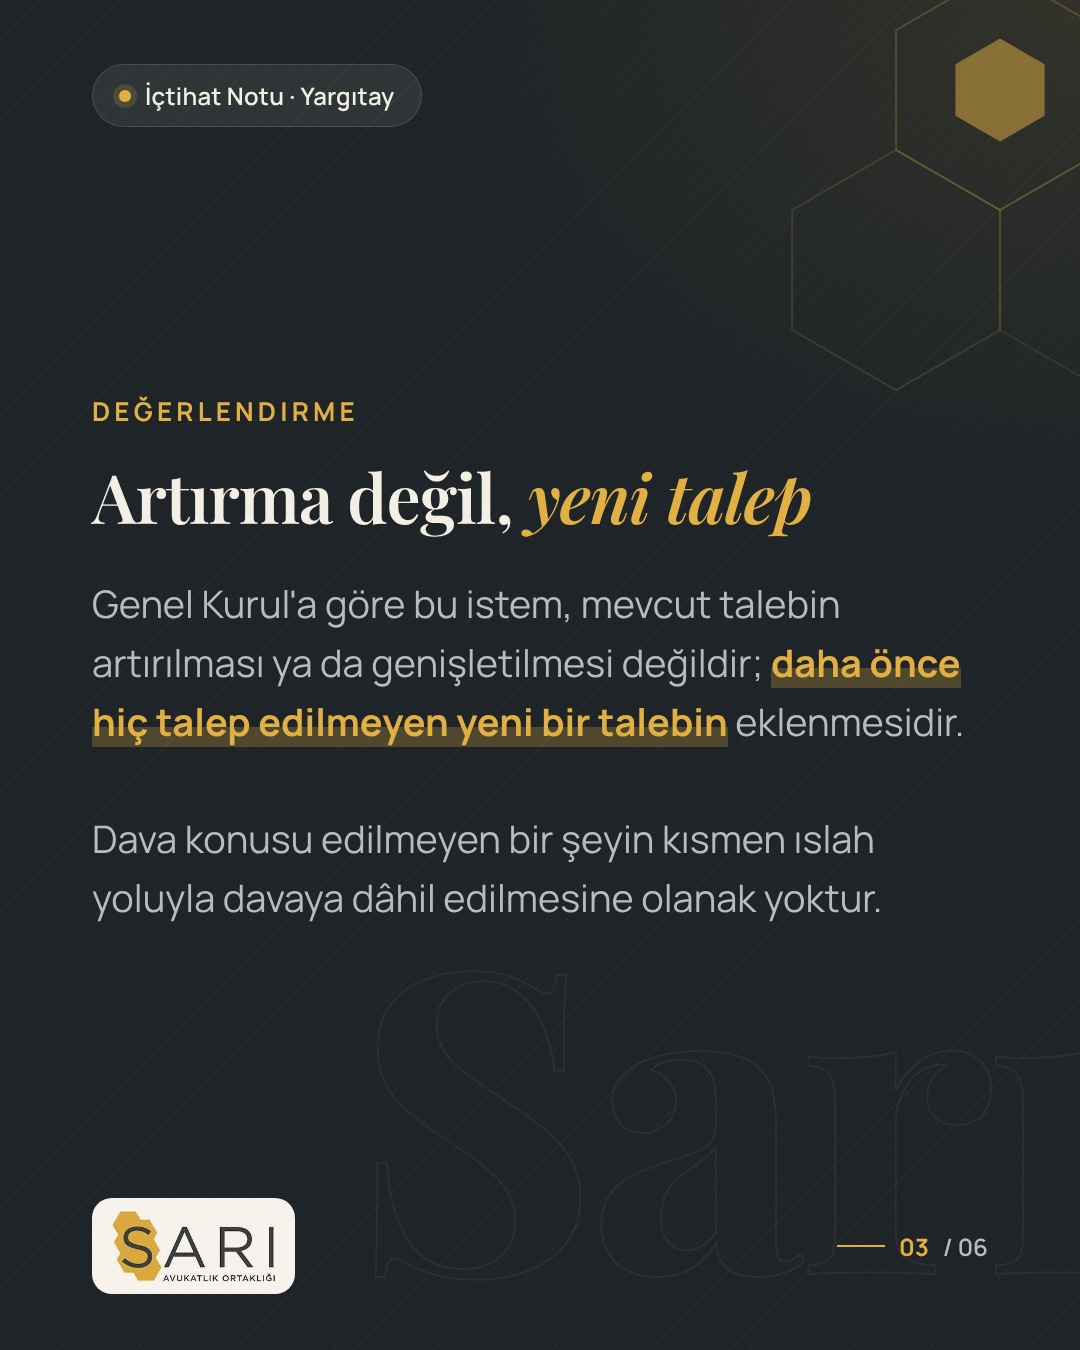 İçtihat Notu · Yargıtay
DEĞERLENDIRME
Artırma değil, yeni talep
Genel Kurul'a göre bu istem, mevcut talebin
artırılması ya da genişletilmesi değildir; daha önce
hiç talep edilmeyen yeni bir talebin eklenmesidir.
Dava konusu edilmeyen bir şeyin kısmen ıslah
yoluyla davaya dâhil edilmesine olanak yoktur.
Sarı
SARI
AVUKATLIK ORTAKLIĞI
03 / 06